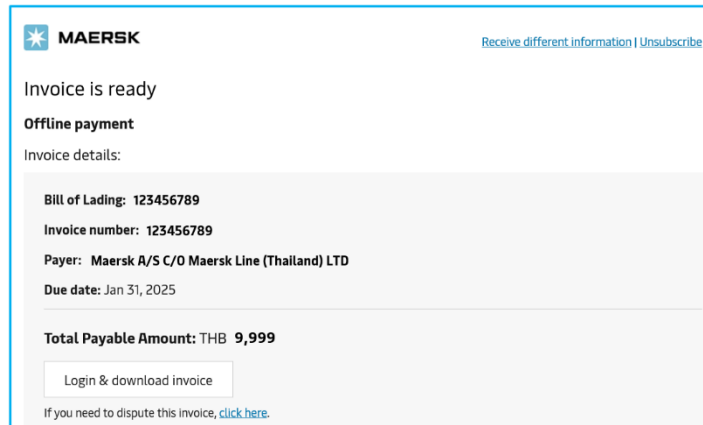 MAERSK
Receive different information | Unsubscribe
Invoice is ready
Offline payment
Invoice details:
Bill of Lading: 123456789
Invoice number: 123456789
Payer: Maersk A/S C/O Maersk Line (Thailand) LTD
Due date: Jan 31, 2025
Total Payable Amount: THB 9,999
Login & download invoice
If you need to dispute this invoice, click here.